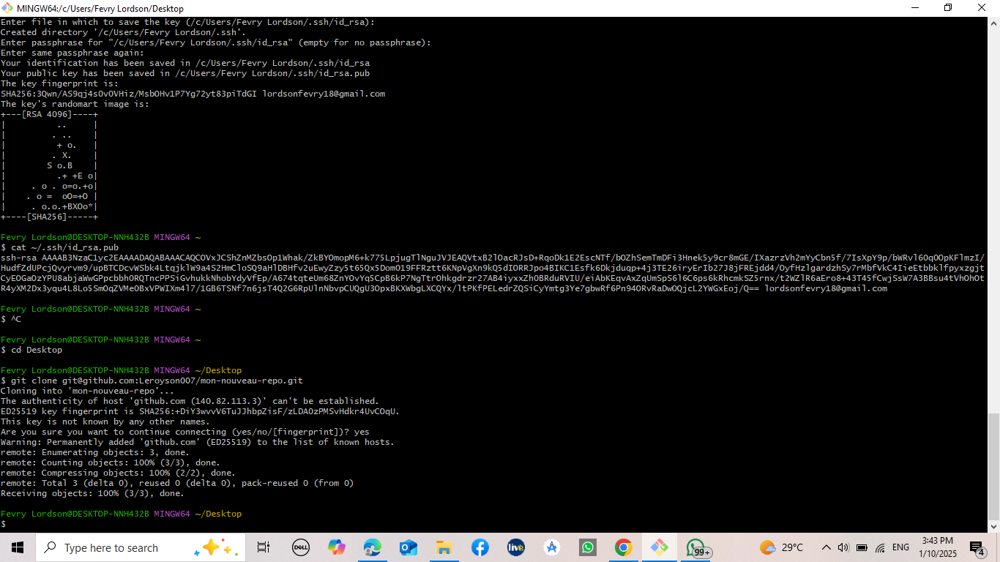 MINGW64:/c/Users/Fevry Lordson/Desktop
Enter file in which to save the key (/c/Users/Fevry Lordson/.ssh/id_rsa):
Created directory '/c/Users/Fevry Lordson/.ssh'.
Enter passphrase for "/c/Users/Fevry Lordson/.ssh/id_rsa" (empty for no passphrase):
Enter same passphrase again:
Your identification has been saved in /c/Users/Fevry Lordson/.ssh/id_rsa
Your public key has been saved in /c/Users/Fevry Lordson/.ssh/id_rsa.pub
The key fingerprint is:
SHA256:3Qwn/AS9qj4sOvOVHiz/MsbOHv1P7Yg72yt83piTdGI lordsonfevry18@gmail.com
The key's randomart image is:
+---[RSA 4096]----+
|          ..     |
|         . ..    |
|          + o.   |
|         . X.    |
|        S o.B    |
|          .+ +E o|
|     . o . o=o.+o|
|    . o =  oO=+O |
|     . o.o.+BXOo*|
+----[SHA256]-----+
Fevry Lordson@DESKTOP-NNH432B MINGW64 ~
$ cat ~/.ssh/id_rsa.pub
ssh-rsa AAAAB3NzaC1yc2EAAAADAQABAAACAQCOVxJCShZnMZbsOp1Whak/ZkBYOmopM6+k775LpjugTlNguJVJEAQVtxB2lOacRJsD+RqoDk1E2EscNTf/bOZhSemTmDFi3Hnek5y9cr8mGE/IXazrzVh2mYyCbn5f/7IsXpY9p/bWRvl6OqOOpKFlmzI/
HudfZdUPcjQvyrvm9/upBTCDcvWSbk4LtqjklW9a4S2HmCloSQ9aHlDBHfv2uEwyZzy5t65Qx5DomO19FFRztt6KNpVgXn9kQ5dIORRJpo4BIKC1Esfk6Dkjduqp+4j3TE26iryErIb27J8jFREjdd4/OyfHzlgardzhSy7rMbfVkC4IieEtbbklfpyxzgjt
CyEOGaOzYPU8abjaWwGPpcbbhORQTncPPSiGvhukkNhobYdyVfEp/A674tqteUm68ZnYOvYq5CpB6kP7NgTtrOhkgdrzr27AB4iyxxZhOBRduRVIU/eiAbKEqvAxZqUmSpS6l6C6ps6kRhcmkSZ5rnx/t2WZlR6aEro8+43T45fCwjSsW7A3BBsu4tVhOhOt
R4yXM2Dx3yqu4L8Lo5SmOqZVMeOBxVPWIXm4l7/1GB6TSNf7n6jsT4Q2G6RpUlnNbvpCUQgU3OpxBKXWbgLXCQYx/ltPKfPELedrZQSiCyYmtg3Ye7gbwRf6Pn94ORvRaDwOQjcL2YWGxEoj/Q== lordsonfevry18@gmail.com
Fevry Lordson@DESKTOP-NNH432B MINGW64 ~
$ ^C
Fevry Lordson@DESKTOP-NNH432B MINGW64 ~
$ cd Desktop
Fevry Lordson@DESKTOP-NNH432B MINGW64 ~/Desktop
$ git clone git@github.com:Leroyson007/mon-nouveau-repo.git
Cloning into 'mon-nouveau-repo'...
The authenticity of host 'github.com (140.82.113.3)' can't be established.
ED25519 key fingerprint is SHA256:+DiY3wvvV6TuJJhbpZisF/zLDAOzPMSvHdkr4UvCOqU.
This key is not known by any other names.
Are you sure you want to continue connecting (yes/no/[fingerprint])? yes
Warning: Permanently added 'github.com' (ED25519) to the list of known hosts.
remote: Enumerating objects: 3, done.
remote: Counting objects: 100% (3/3), done.
remote: Compressing objects: 100% (2/2), done.
remote: Total 3 (delta 0), reused 0 (delta 0), pack-reused 0 (from 0)
Receiving objects: 100% (3/3), done.
Fevry Lordson@DESKTOP-NNH432B MINGW64 ~/Desktop
$
Type here to search
DELL
live
99+
29°C
ENG
3:43 PM
1/10/2025
4